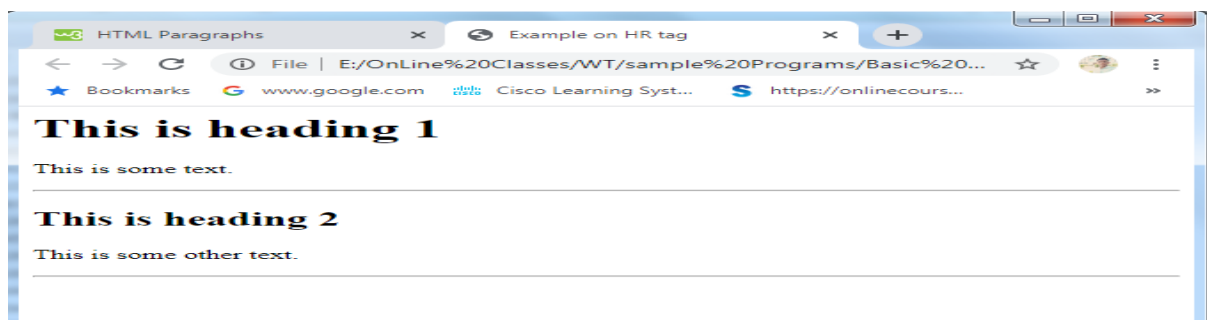 HTML Paragraphs × Example on HR tag × +
File | E:/OnLine%20Classes/WT/sample%20Programs/Basic%20...
Bookmarks G www.google.com cisco Cisco Learning Syst... S https://onlinecours... »
This is heading 1
This is some text.
This is heading 2
This is some other text.